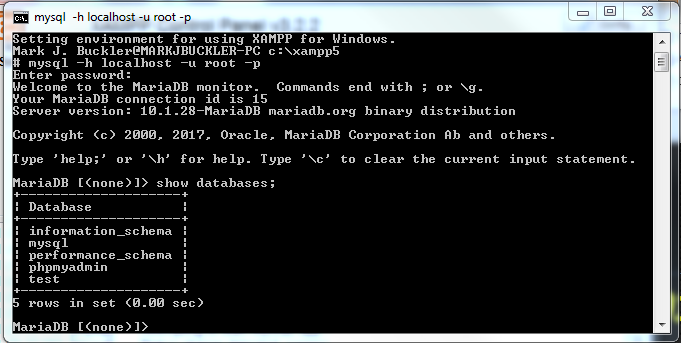 mysql -h localhost -u root -p
Setting environment for using XAMPP for Windows.
Mark J. Buckler@MARKJBUCKLER-PC c:\xampp5
# mysql -h localhost -u root -p
Enter password:
Welcome to the MariaDB monitor.  Commands end with ; or \g.
Your MariaDB connection id is 15
Server version: 10.1.28-MariaDB mariadb.org binary distribution
Copyright (c) 2000, 2017, Oracle, MariaDB Corporation Ab and others.
Type 'help;' or '\h' for help. Type '\c' to clear the current input statement.
MariaDB [(none)]> show databases;
+--------------------+
| Database           |
+--------------------+
| information_schema |
| mysql              |
| performance_schema |
| phpmyadmin         |
| test               |
+--------------------+
5 rows in set (0.00 sec)
MariaDB [(none)]>